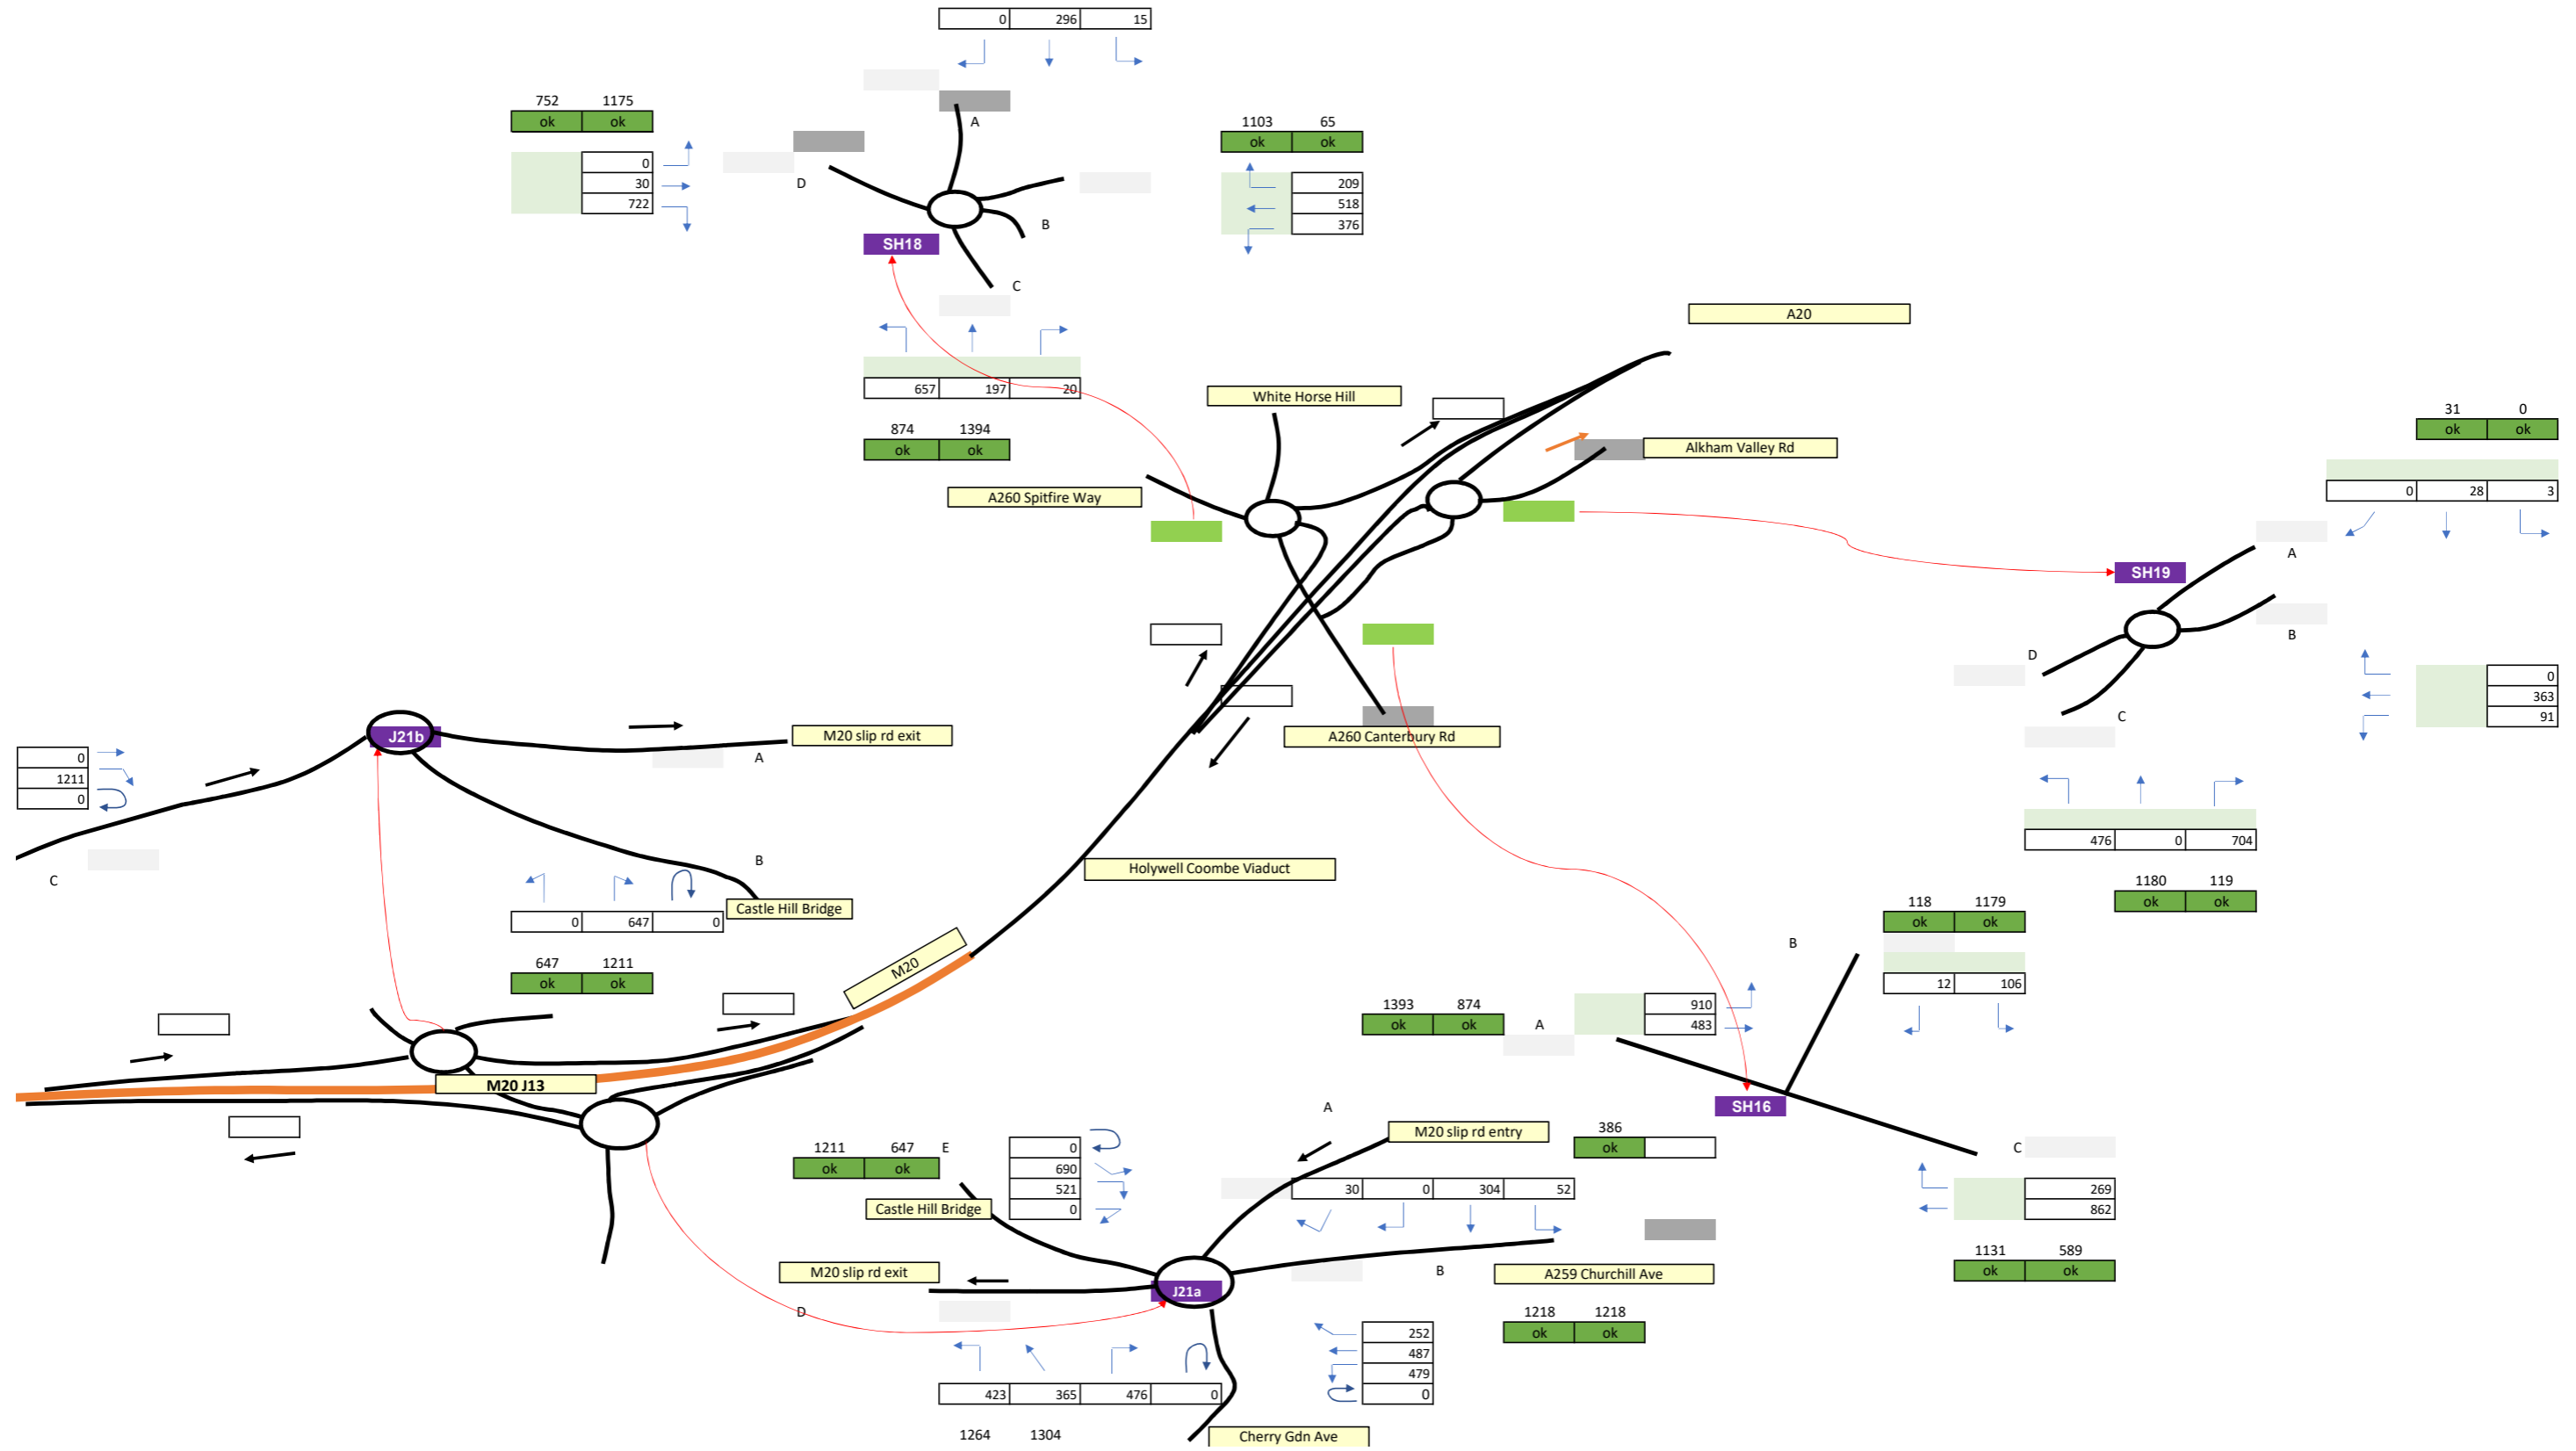 0 296 15
752 1175
ok ok
A
1103 65
ok ok
0
30
722
D
209
518
376
B
SH18
C
A20
657 197 20
White Horse Hill
31 0
ok ok
874 1394
ok ok
Alkham Valley Rd
A260 Spitfire Way
0 28 3
A
SH19
B
D
0
363
91
C
J21b
M20 slip rd exit
A
A260 Canterbury Rd
0
1211
0
476 0 704
B
C
Holywell Coombe Viaduct
1180 119
ok ok
118 1179
ok ok
Castle Hill Bridge
0 647 0
B
647 1211
ok ok
M20
12 106
1393 874
ok ok
A
910
483
M20 J13
SH16
A
M20 slip rd entry
386
ok
1211 647
ok ok
E
0
690
521
0
C
30 0 304 52
269
862
Castle Hill Bridge
1131 589
ok ok
M20 slip rd exit
B
A259 Churchill Ave
J21a
D
1218 1218
ok ok
252
487
479
0
423 365 476 0
1264 1304
Cherry Gdn Ave